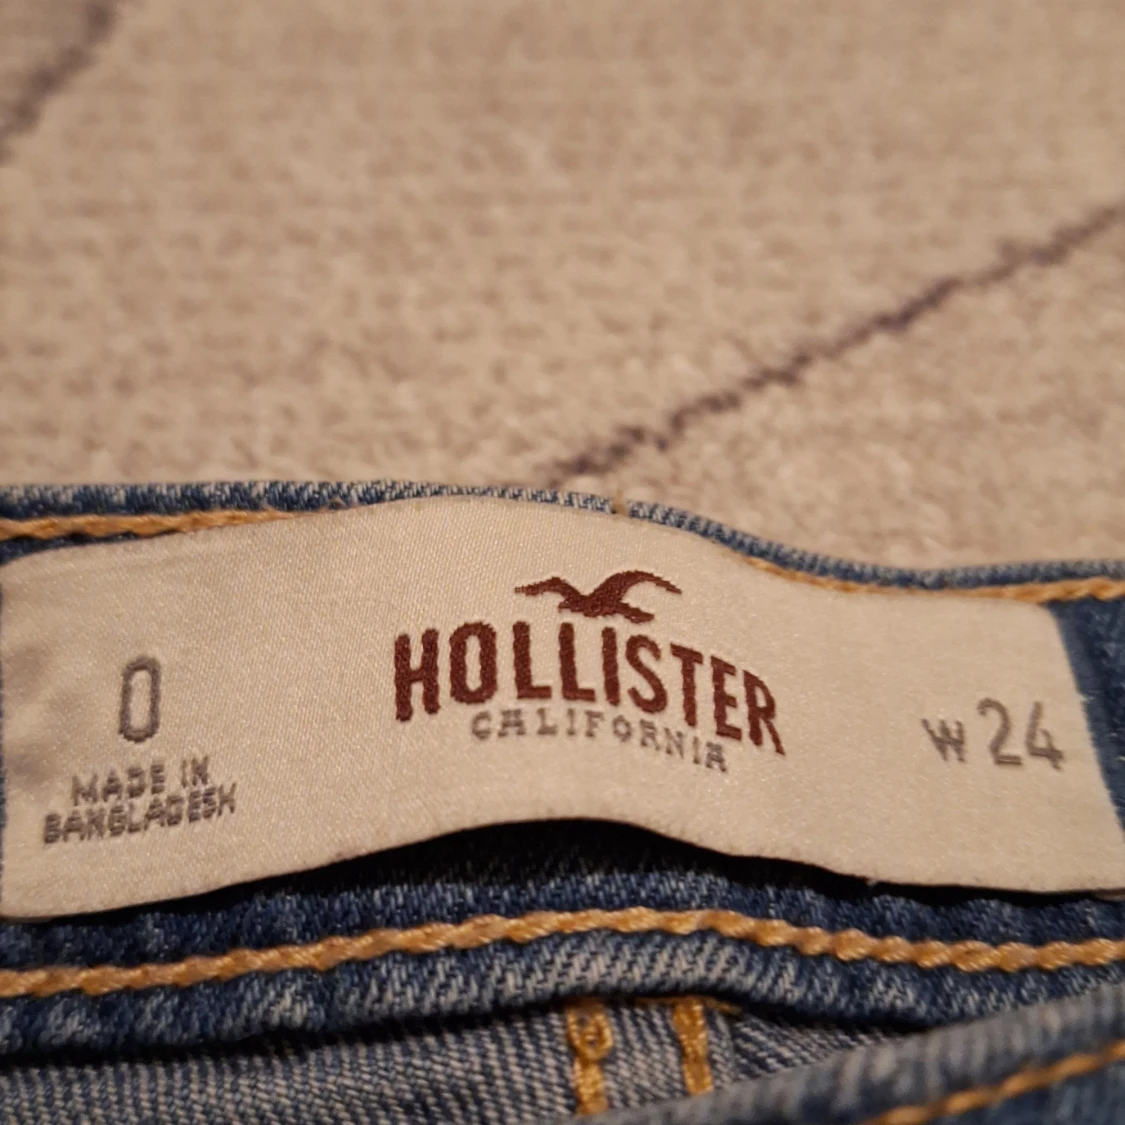 0
MADE IN
BANGLADESH
HOLLISTER
CALIFORNIA
W 24